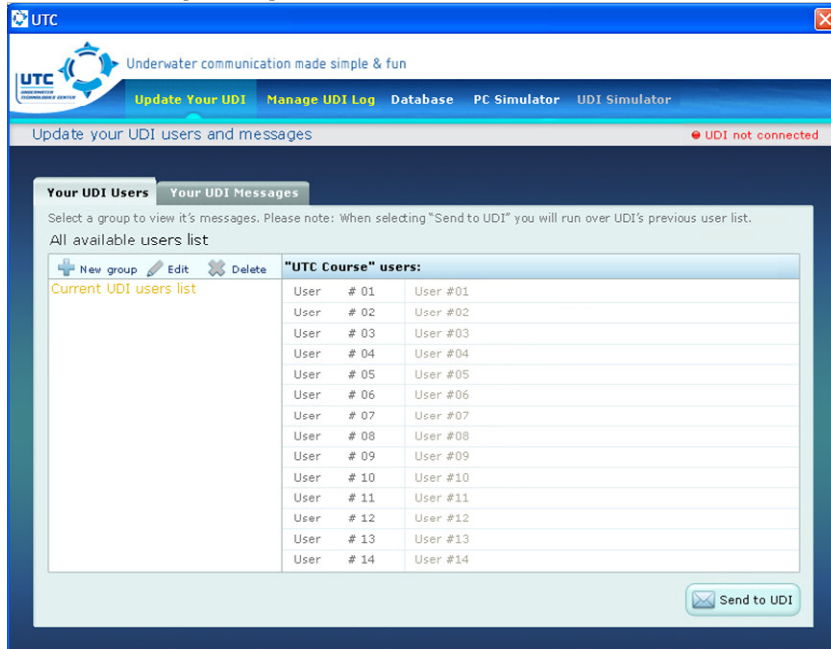 UTC
Underwater communication made simple & fun
UTC
UNDERWATER
TECHNOLOGIES CENTER
Update Your UDI Manage UDI Log Database PC Simulator UDI Simulator
Update your UDI users and messages UDI not connected
Your UDI Users Your UDI Messages
Select a group to view it's messages. Please note: When selecting "Send to UDI" you will run over UDI's previous user list.
All available users list
New group Edit Delete "UTC Course" users:
Current UDI users list User # 01 User #01
User # 02 User #02
User # 03 User #03
User # 04 User #04
User # 05 User #05
User # 06 User #06
User # 07 User #07
User # 08 User #08
User # 09 User #09
User # 10 User #10
User # 11 User #11
User # 12 User #12
User # 13 User #13
User # 14 User #14
Send to UDI